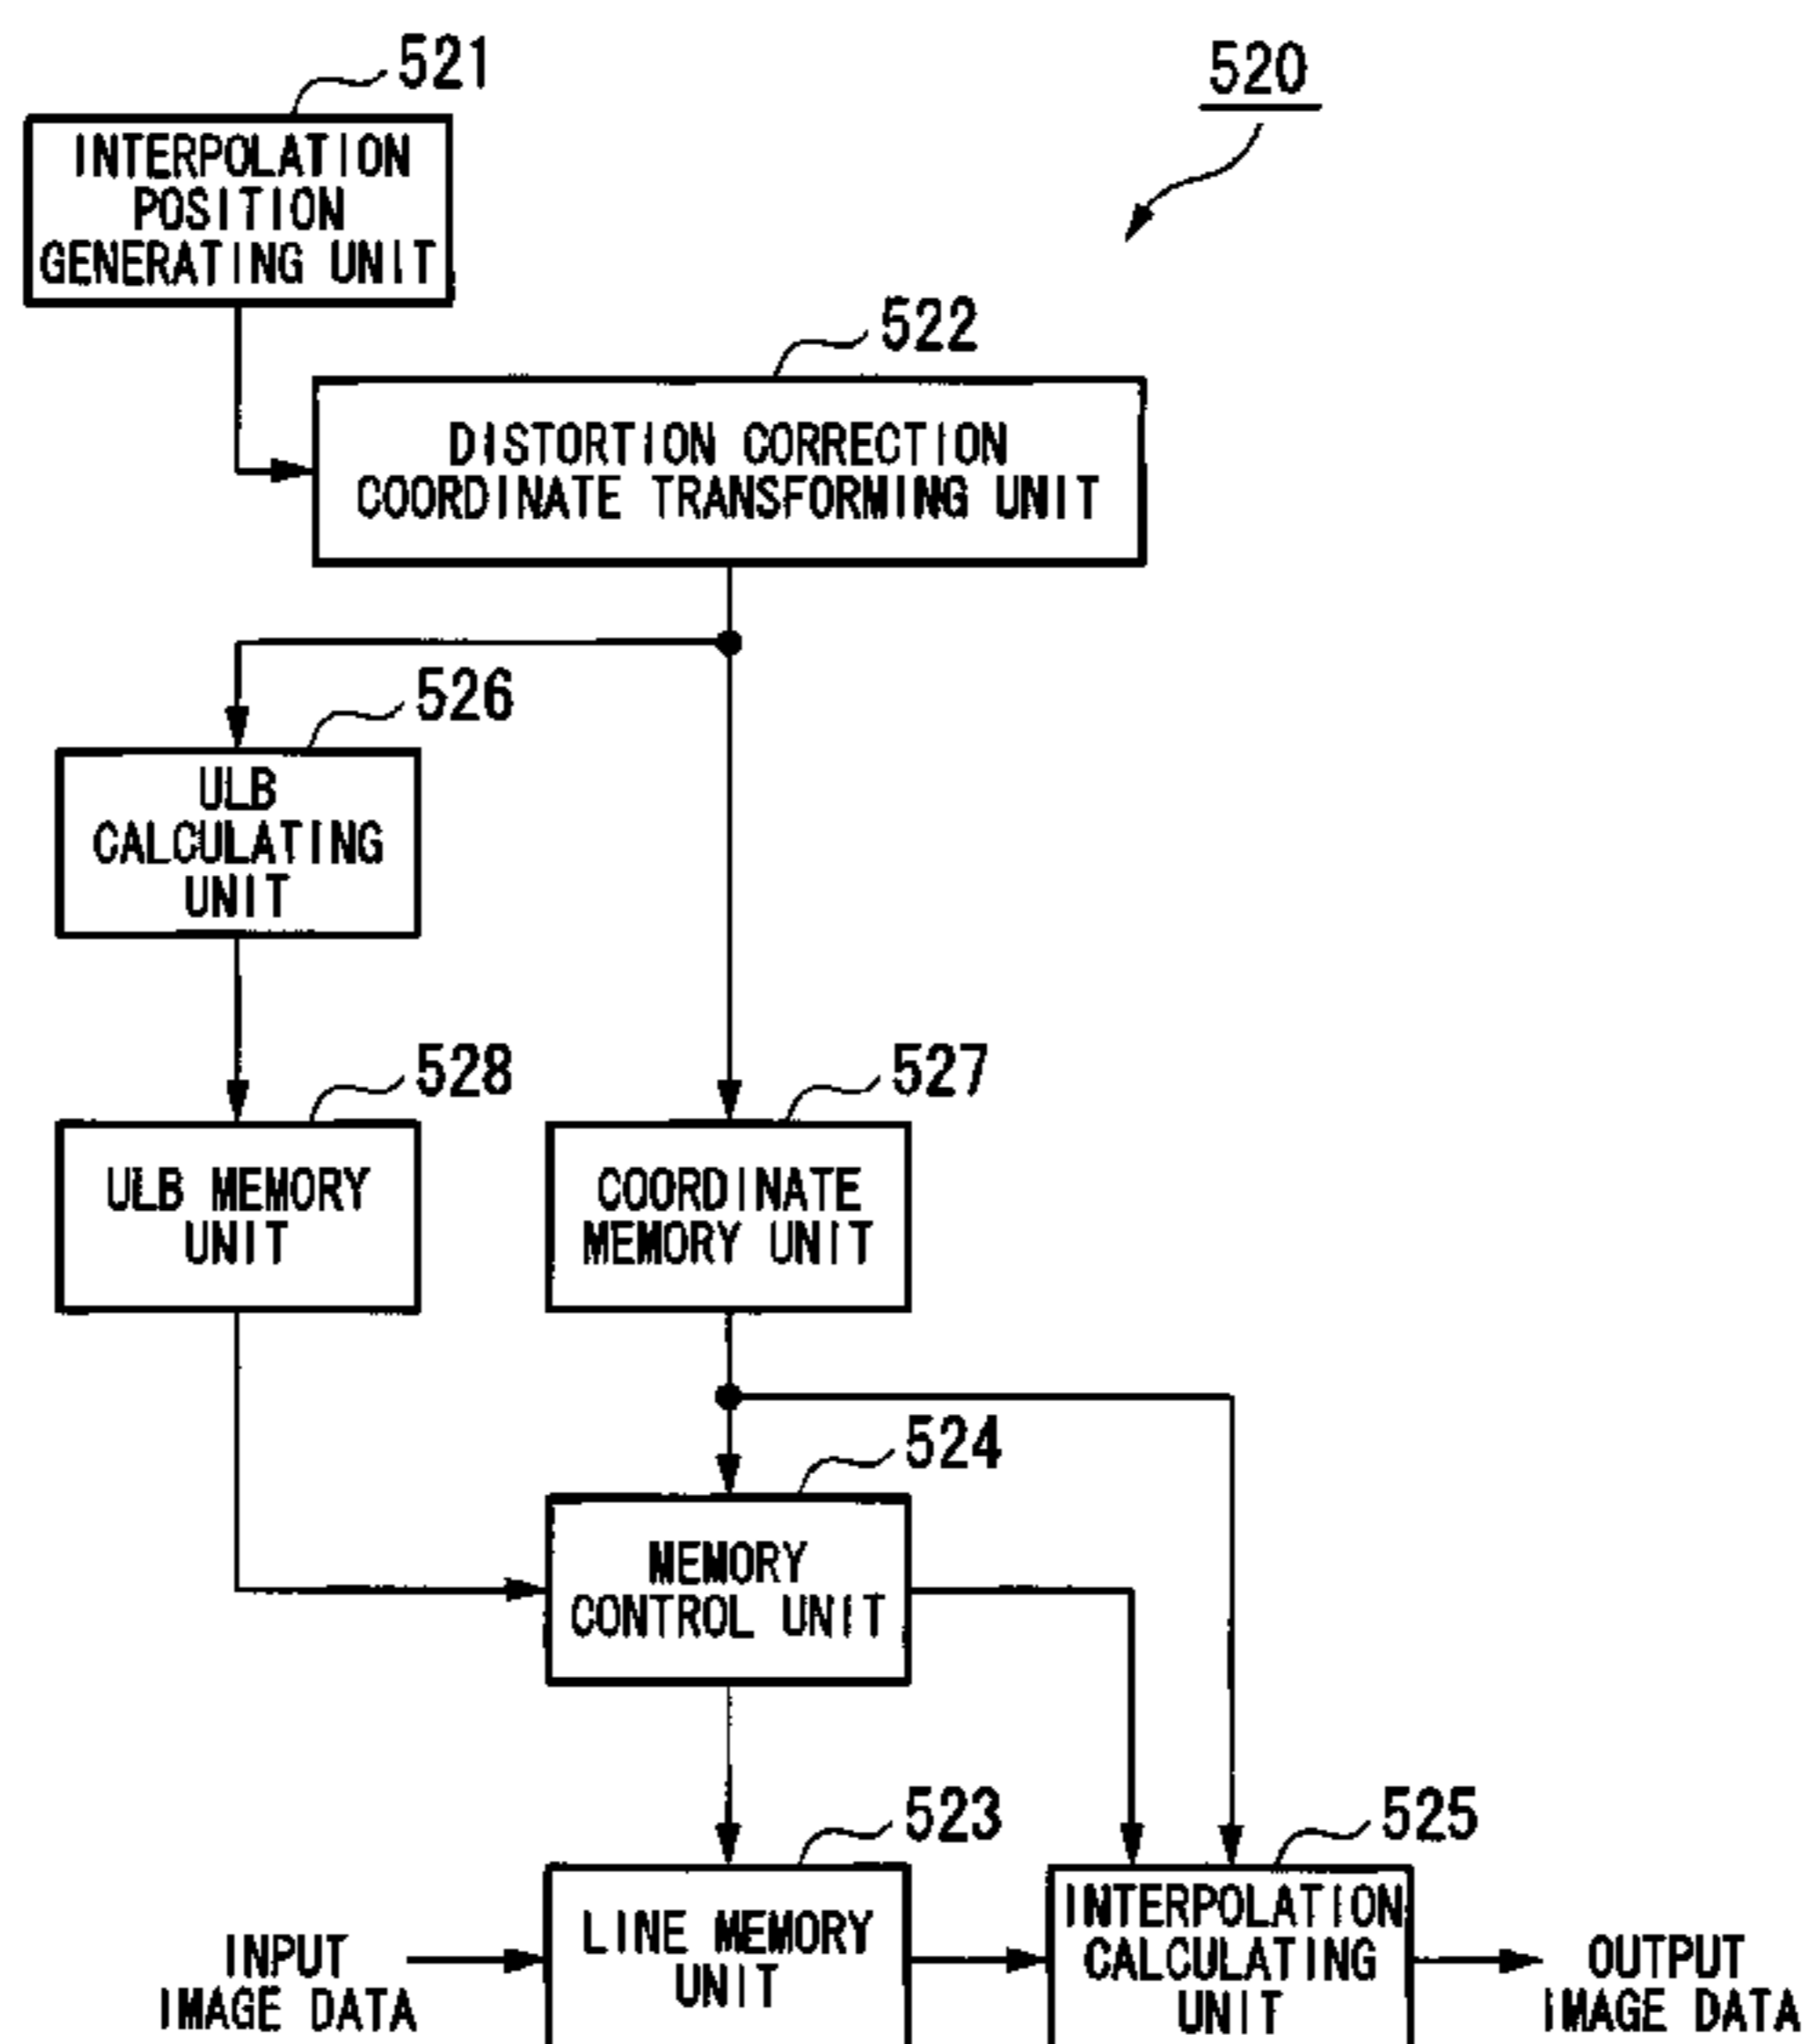 521
520
INTERPOLATION
POSITION
GENERATING UNIT
522
DISTORTION CORRECTION
COORDINATE TRANSFORMING UNIT
526
ULB
CALCULATING
UNIT
528
527
ULB MEMORY
UNIT
COORDINATE
MEMORY UNIT
524
MEMORY
CONTROL UNIT
523
525
INPUT
IMAGE DATA
LINE MEMORY
UNIT
INTERPOLATION
CALCULATING
UNIT
OUTPUT
IMAGE DATA